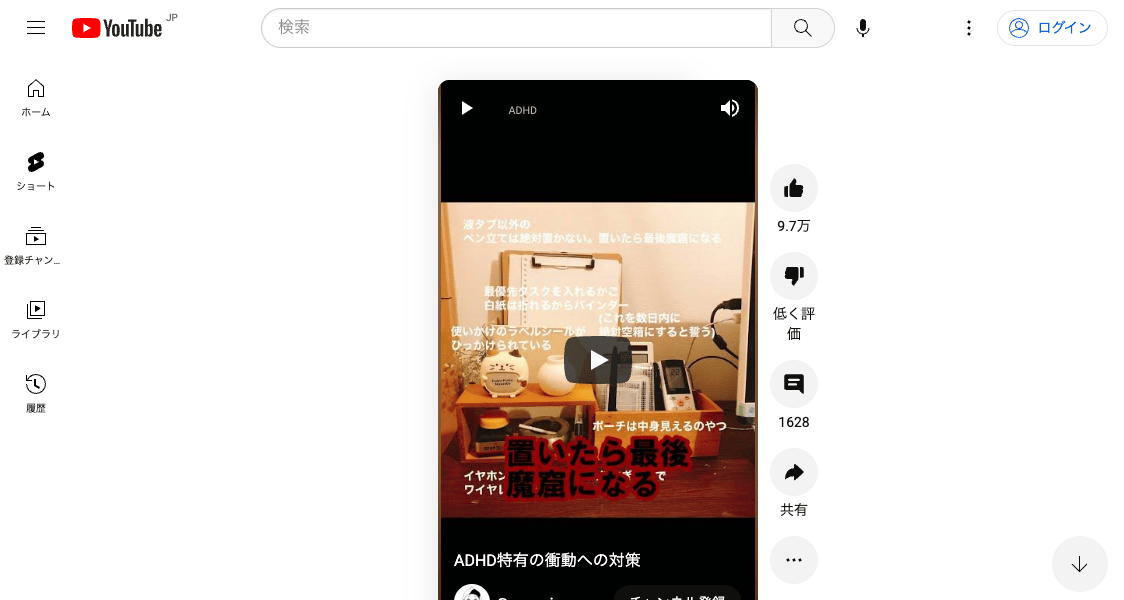 YouTube JP
検索
ログイン
ホーム
ショート
登録チャン...
ライブラリ
履歴
ADHD
液タブ以外の
ペン立ては絶対置かない。置いたら最後魔窟になる
最優先タスクを入れるかご
白紙は折れるからバインダー
(これを数日内に
絶対空箱にすると誓う)
使いかけのラベルシールが
ひっかけられている
ポーチは中身見えるのやつ
イヤホン
で
ワイヤレ
置いたら最後
魔窟になる
ADHD特有の衝動への対策
チャンネル登録
9.7万
低く評
価
1628
共有